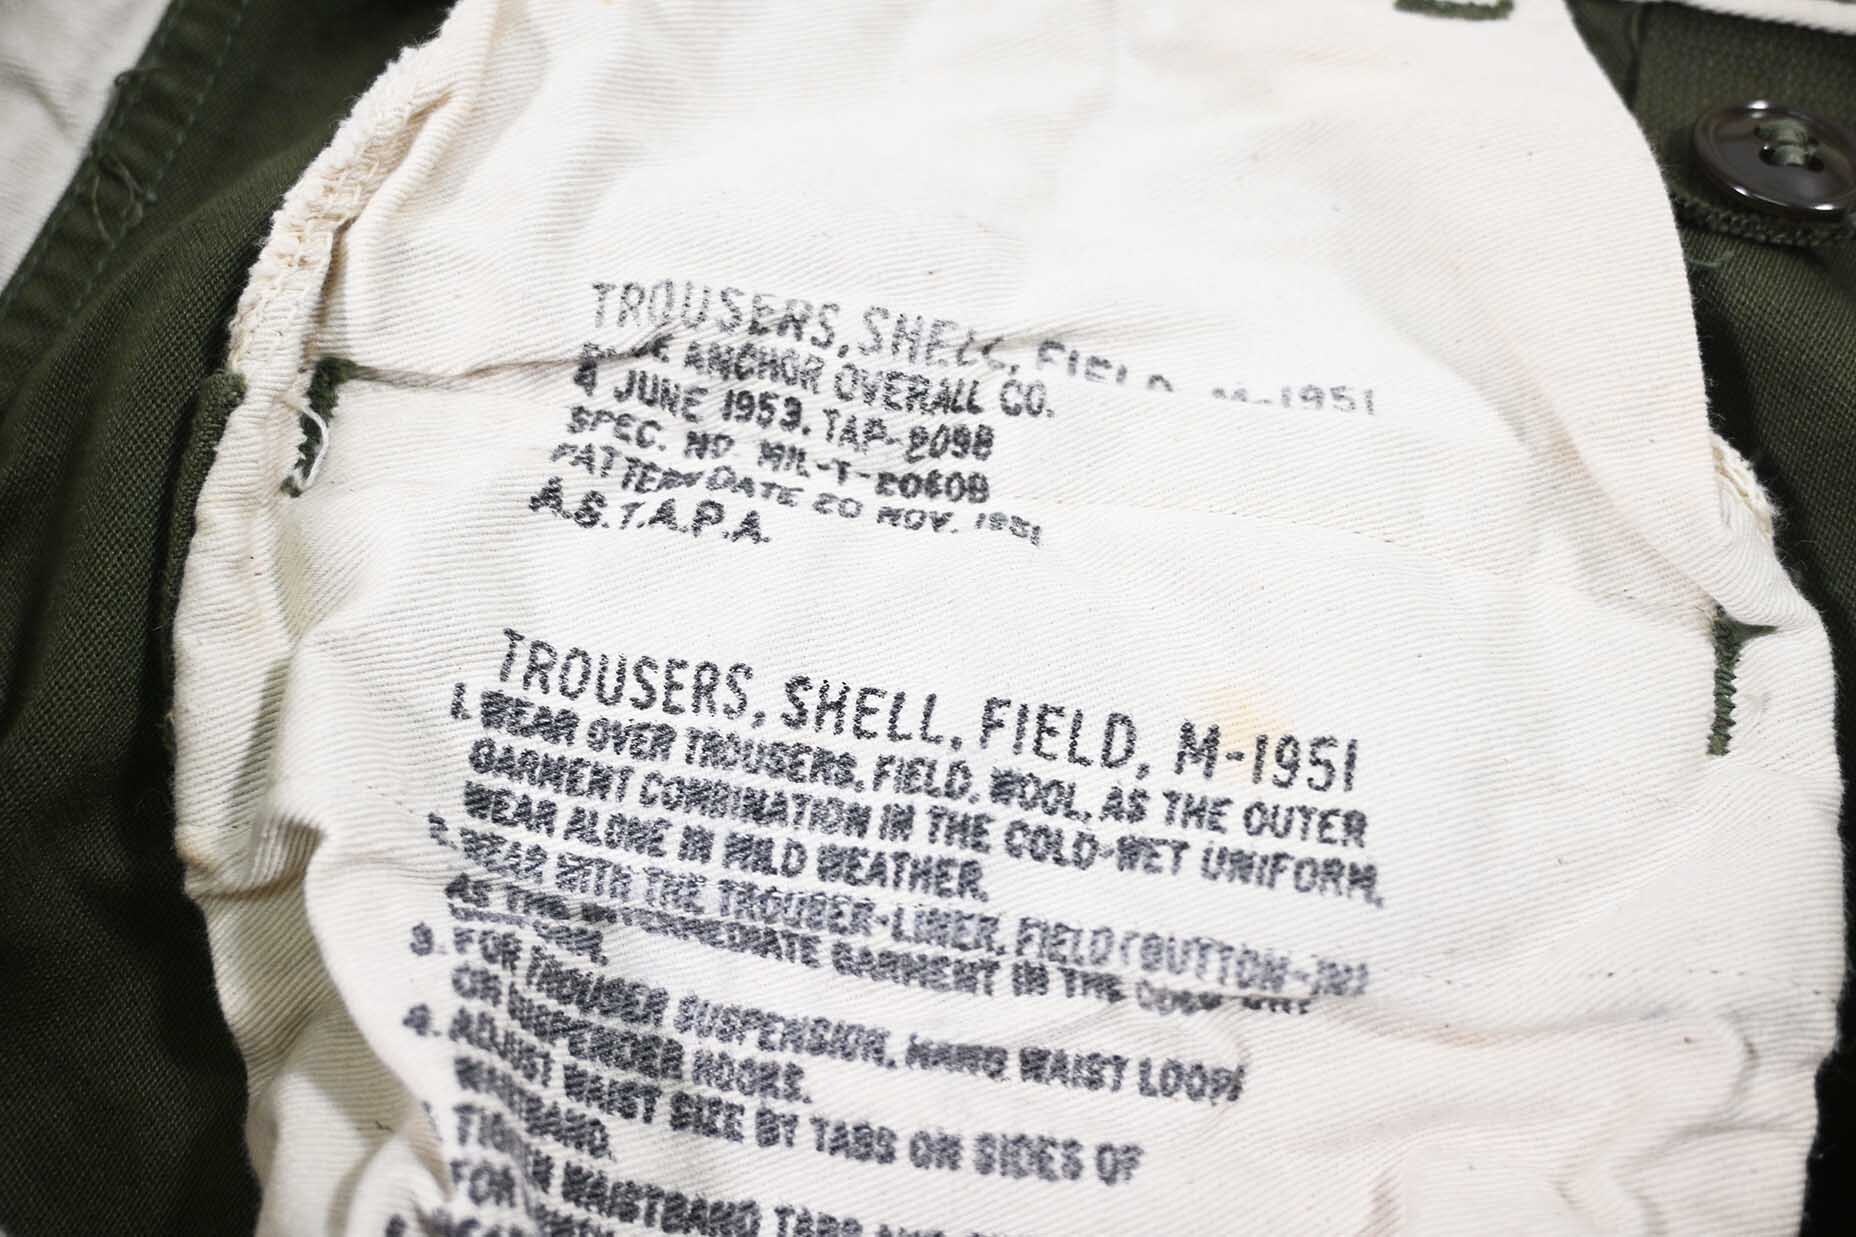 TROUSERS, SHELL, FIELD, M-1951
ANCHOR OVERALL CO.
4 JUNE 1953. TAP-2098
SPEC. NO. MIL-T-20608
PATTERN DATE 20 NOV. 1951
A.S.T.A.P.A.
TROUSERS, SHELL, FIELD, M-1951
1. WEAR OVER TROUSERS, FIELD, WOOL, AS THE OUTER
GARMENT COMBINATION IN THE COLD-WET UNIFORM.
WEAR ALONE IN MILD WEATHER.
2. WEAR WITH THE TROUSER-LINER, FIELD (BUTTON-IN)
AS THE INTERMEDIATE GARMENT IN THE
3. FOR TROUSER SUSPENSION, WAIST LOOPS
OR SUSPENDER HOOKS.
4. ADJUST WAIST SIZE BY TABS ON SIDES OF
WAISTBAND.
WAISTBAND TABS